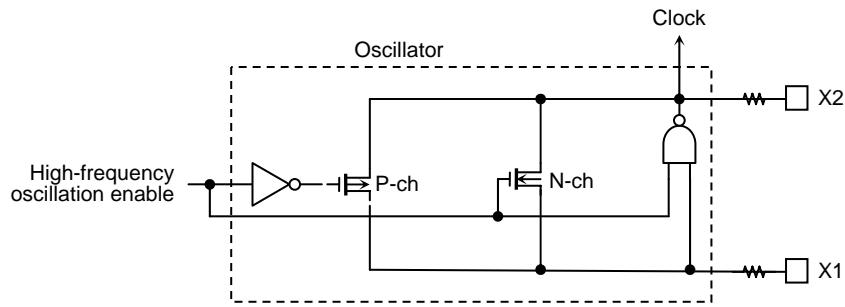 Clock
Oscillator
X2
High-frequency
oscillation enable
P-ch
N-ch
X1